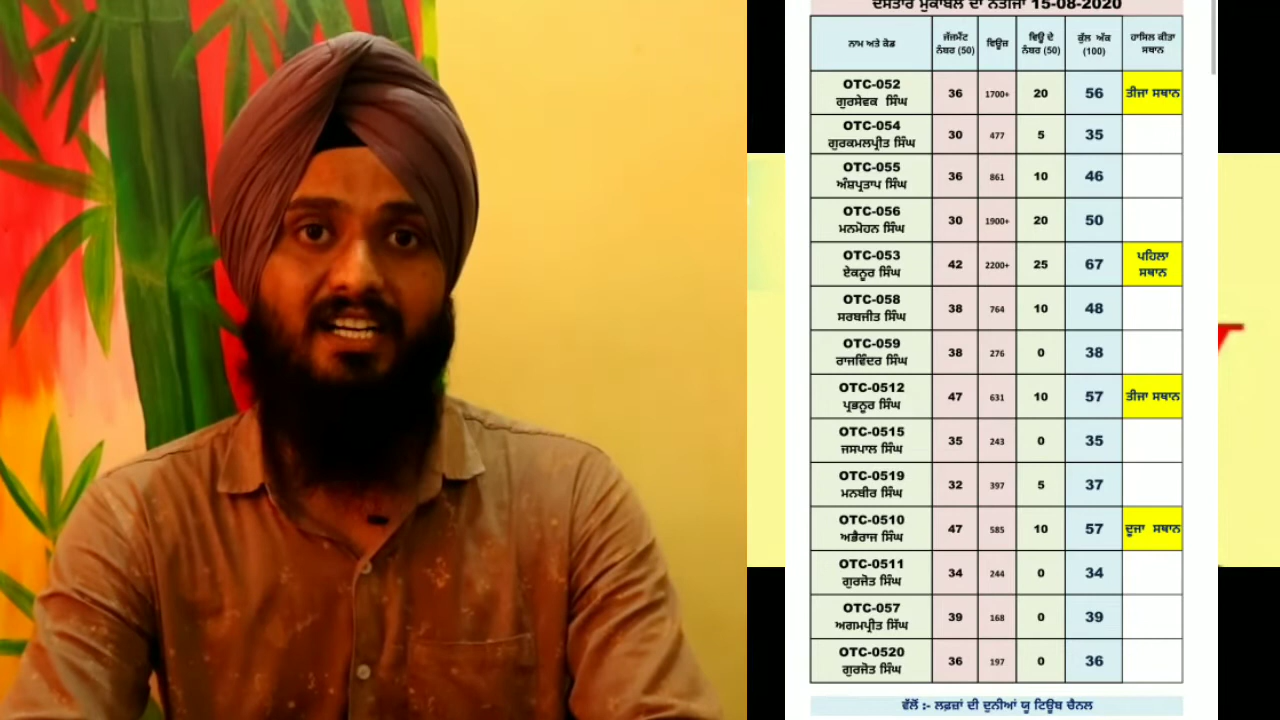 ਦਸਤਾਰ ਮੁਕਾਬਲੇ ਦਾ ਨਤੀਜਾ 15-08-2020
ਨਾਮ ਅਤੇ ਕੋਡ ਜੱਜਮੈਂਟ ਨੰਬਰ (50) ਵਿਊਜ਼ ਵਿਊ ਦੇ ਨੰਬਰ (50) ਕੁੱਲ ਅੰਕ (100) ਹਾਸਿਲ ਕੀਤਾ ਸਥਾਨ
OTC-052
ਗੁਰਸੇਵਕ ਸਿੰਘ 36 1700+ 20 56 ਤੀਜਾ ਸਥਾਨ
OTC-054
ਗੁਰਕਮਲਪ੍ਰੀਤ ਸਿੰਘ 30 477 5 35
OTC-055
ਅੰਸ਼ਪ੍ਰਤਾਪ ਸਿੰਘ 36 861 10 46
OTC-056
ਮਨਮੋਹਨ ਸਿੰਘ 30 1900+ 20 50
OTC-053
ਏਕਨੂਰ ਸਿੰਘ 42 2200+ 25 67 ਪਹਿਲਾ ਸਥਾਨ
OTC-058
ਸਰਬਜੀਤ ਸਿੰਘ 38 764 10 48
OTC-059
ਰਾਜਵਿੰਦਰ ਸਿੰਘ 38 276 0 38
OTC-0512
ਪ੍ਰਭਨੂਰ ਸਿੰਘ 47 631 10 57 ਤੀਜਾ ਸਥਾਨ
OTC-0515
ਜਸਪਾਲ ਸਿੰਘ 35 243 0 35
OTC-0519
ਮਨਬੀਰ ਸਿੰਘ 32 397 5 37
OTC-0510
ਅਭੈਰਾਜ ਸਿੰਘ 47 585 10 57 ਦੂਜਾ ਸਥਾਨ
OTC-0511
ਗੁਰਜੋਤ ਸਿੰਘ 34 244 0 34
OTC-057
ਅਗਮਪ੍ਰੀਤ ਸਿੰਘ 39 168 0 39
OTC-0520
ਗੁਰਜੋਤ ਸਿੰਘ 36 197 0 36
ਵੱਲੋਂ :- ਲਫ਼ਜ਼ਾਂ ਦੀ ਦੁਨੀਆਂ ਯੂ ਟਿਊਬ ਚੈਨਲ